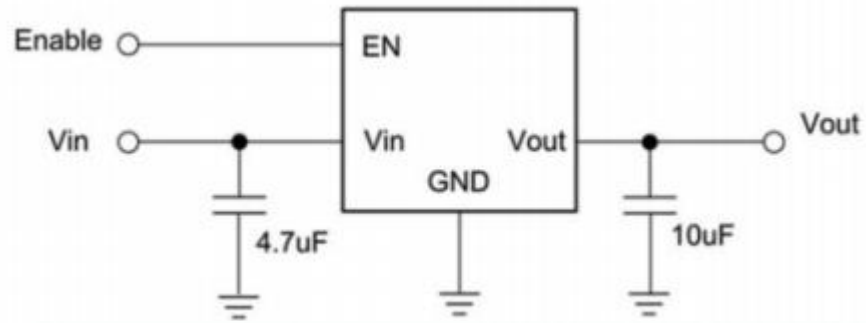 Enable
EN
Vin
Vin
Vout
Vout
GND
4.7uF
10uF